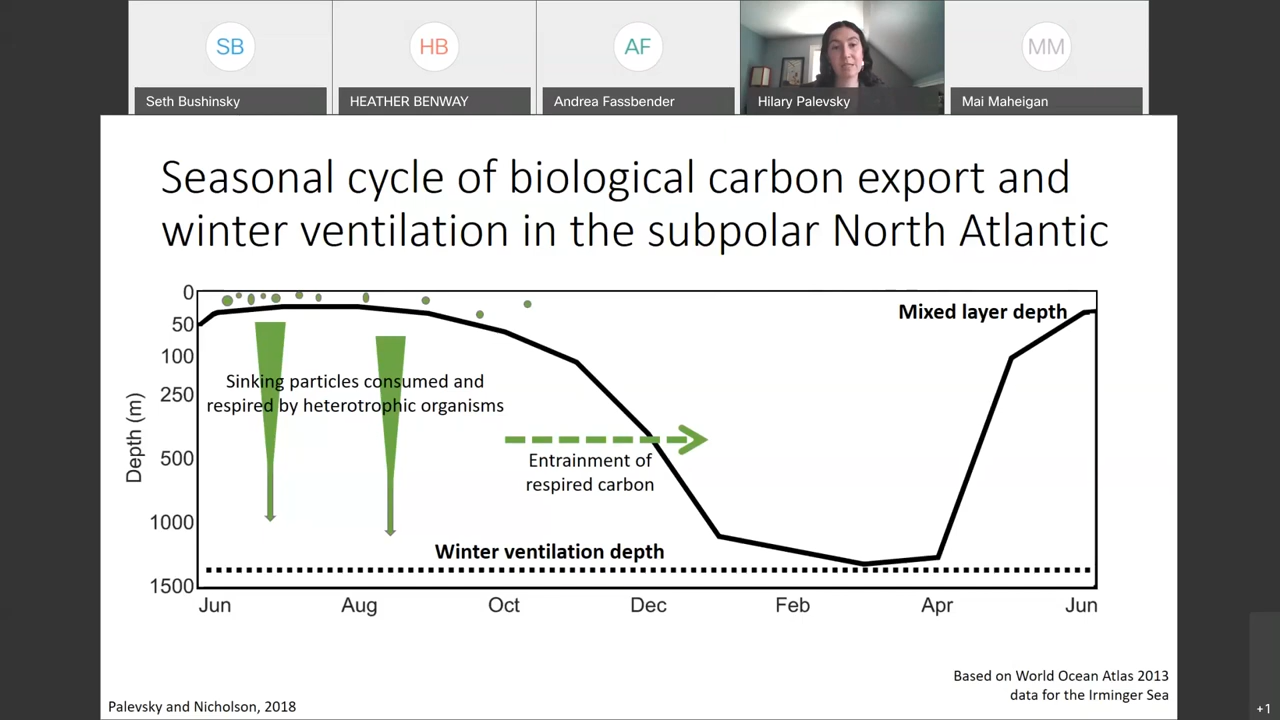 SB
HB
AF
MM
Seth Bushinsky
HEATHER BENWAY
Andrea Fassbender
Hilary Palevsky
Mai Maheigan
Seasonal cycle of biological carbon export and
winter ventilation in the subpolar North Atlantic
0
50
100
250
500
1000
1500
Depth (m)
Mixed layer depth
Sinking particles consumed and
respired by heterotrophic organisms
Entrainment of
respired carbon
Winter ventilation depth
Jun
Aug
Oct
Dec
Feb
Apr
Jun
Based on World Ocean Atlas 2013
data for the Irminger Sea
Palevsky and Nicholson, 2018
+1